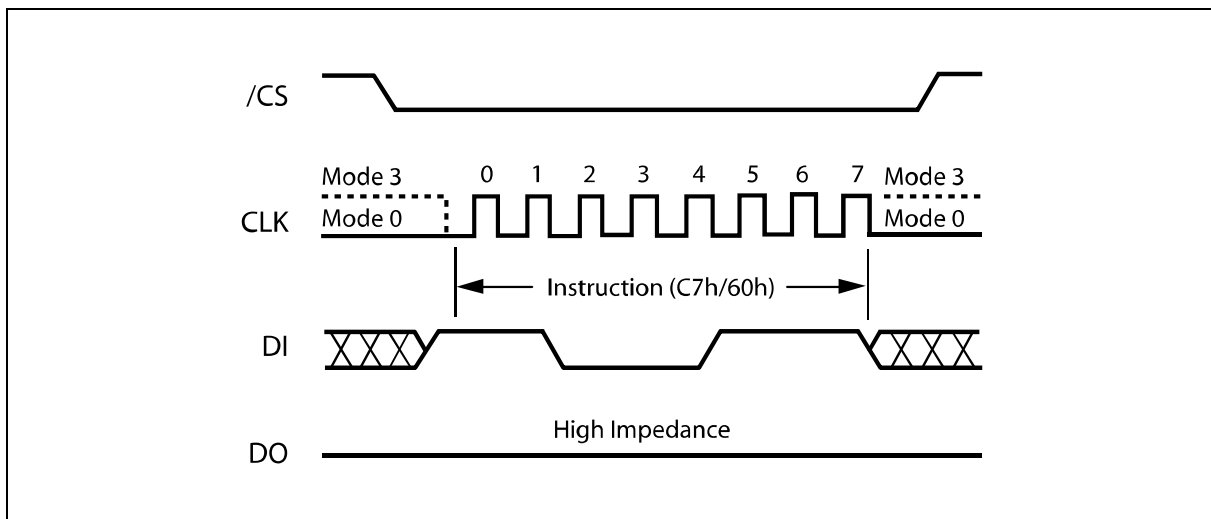 /CS
Mode 3 0 1 2 3 4 5 6 7 Mode 3
CLK Mode 0 Mode 0
Instruction (C7h/60h)
DI
High Impedance
DO